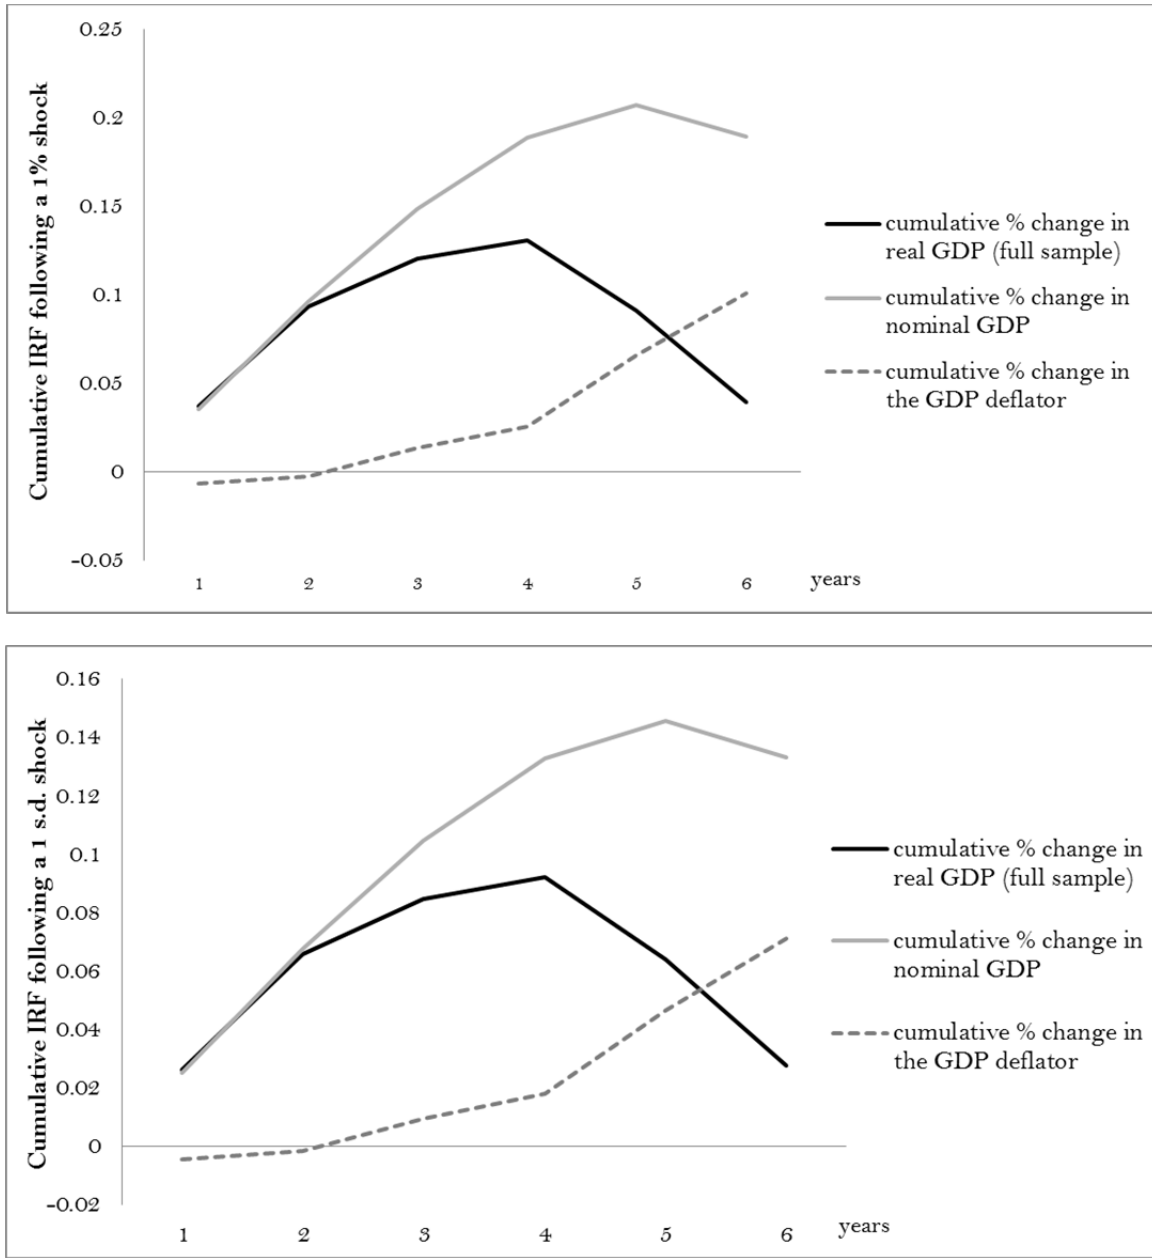 Cumulative IRF following a 1% shock
0.25
0.2
0.15
0.1
0.05
0
-0.05
1 2 3 4 5 6 years
cumulative % change in
real GDP (full sample)
cumulative % change in
nominal GDP
cumulative % change in
the GDP deflator
Cumulative IRF following a 1 s.d. shock
0.16
0.14
0.12
0.1
0.08
0.06
0.04
0.02
0
-0.02
1 2 3 4 5 6 years
cumulative % change in
real GDP (full sample)
cumulative % change in
nominal GDP
cumulative % change in
the GDP deflator